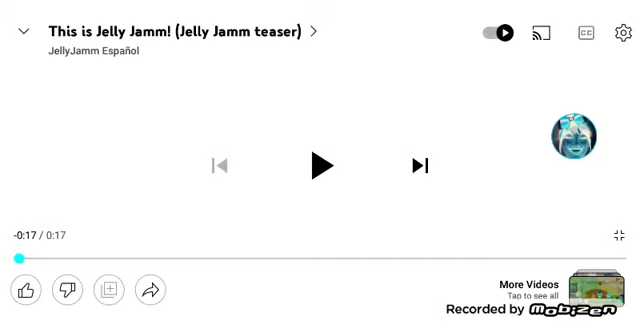 This is Jelly Jamm! (Jelly Jamm teaser)
JellyJamm Español
CC
-0:17 / 0:17
More Videos
Tap to see all
Recorded by Mobizen